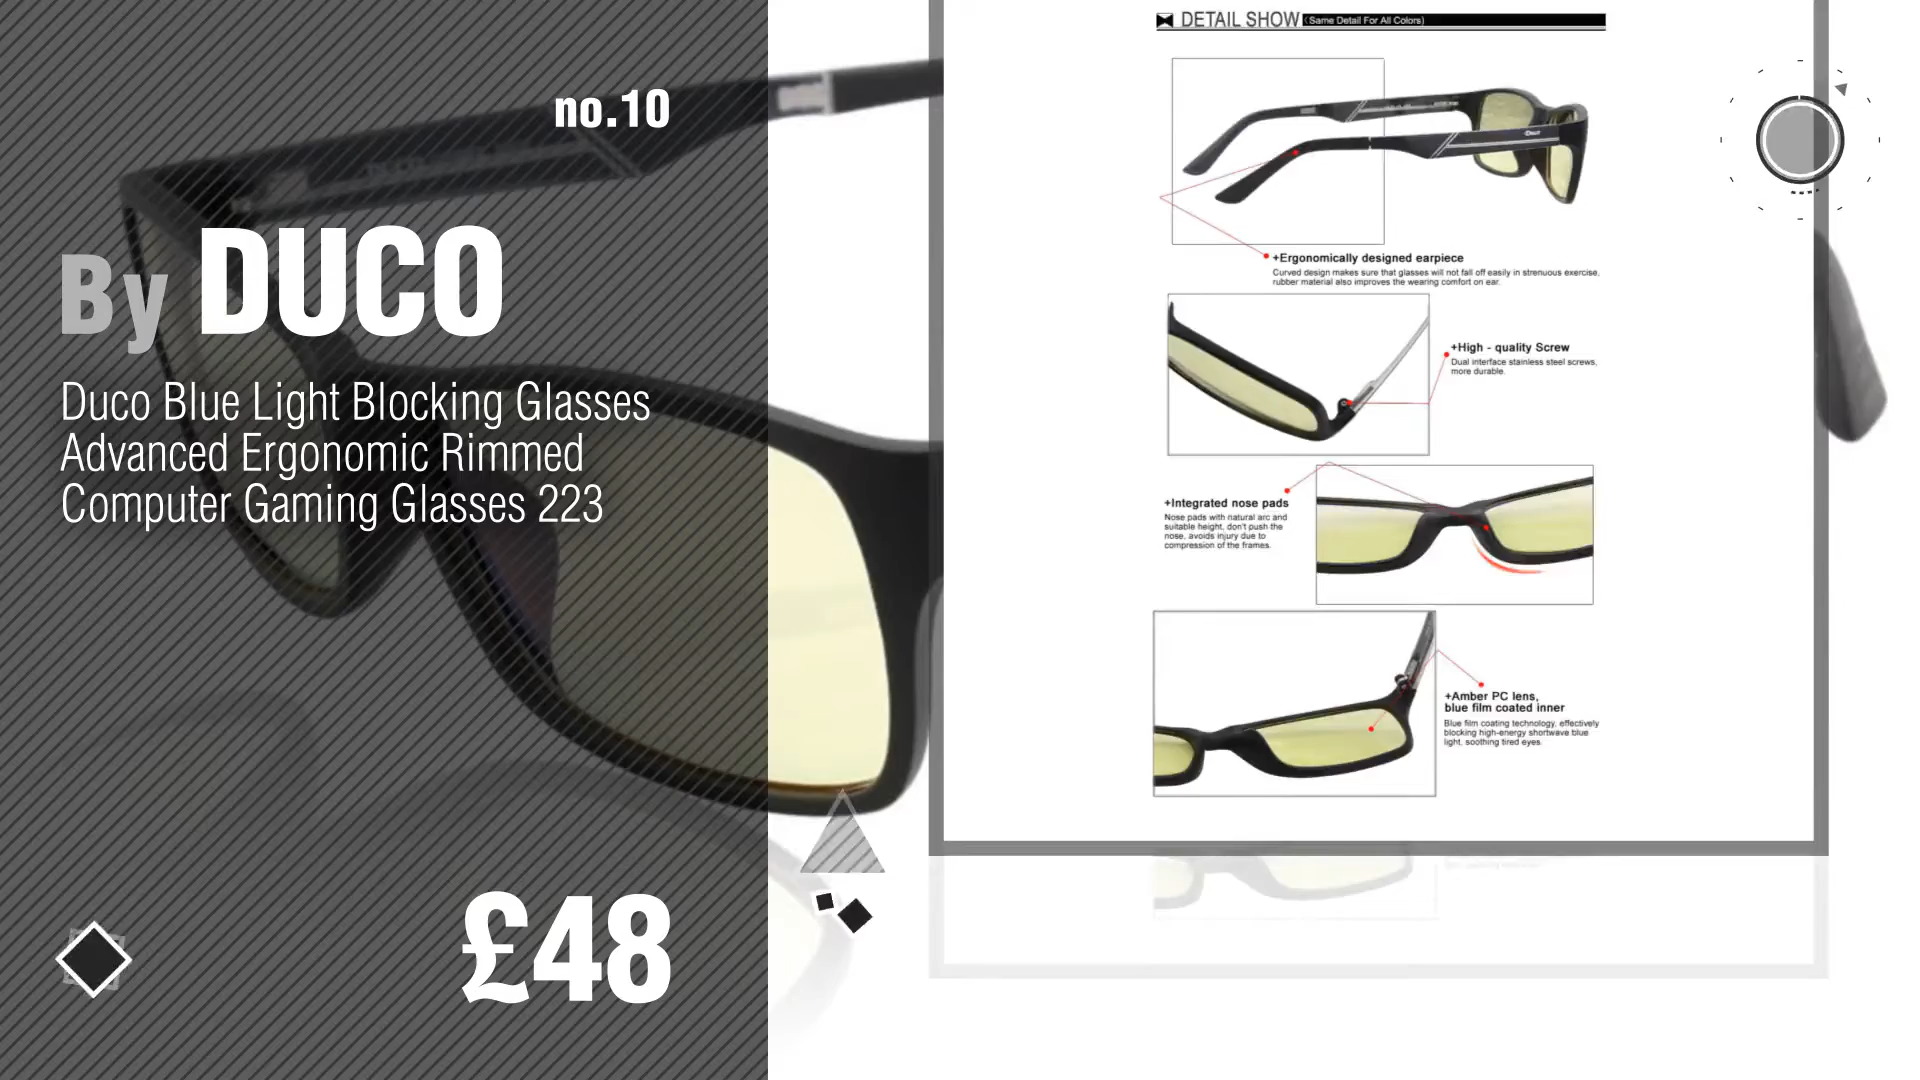 no.10
By DUCO
Duco Blue Light Blocking Glasses
Advanced Ergonomic Rimmed
Computer Gaming Glasses 223
£48
DETAIL SHOW (Same Detail For All Colors)
+Ergonomically designed earpiece
Curved design makes sure that glasses will not fall off easily in strenuous exercise,
rubber material also improves the wearing comfort on ear.
+High - quality Screw
Dual interface stainless steel screws,
more durable.
+Integrated nose pads
Nose pads with natural arc and
suitable height, don't push the
nose, avoids injury due to
compression of the frames.
+Amber PC lens,
blue film coated inner
Blue film coating technology, effectively
blocking high-energy shortwave blue
light, soothing tired eyes.